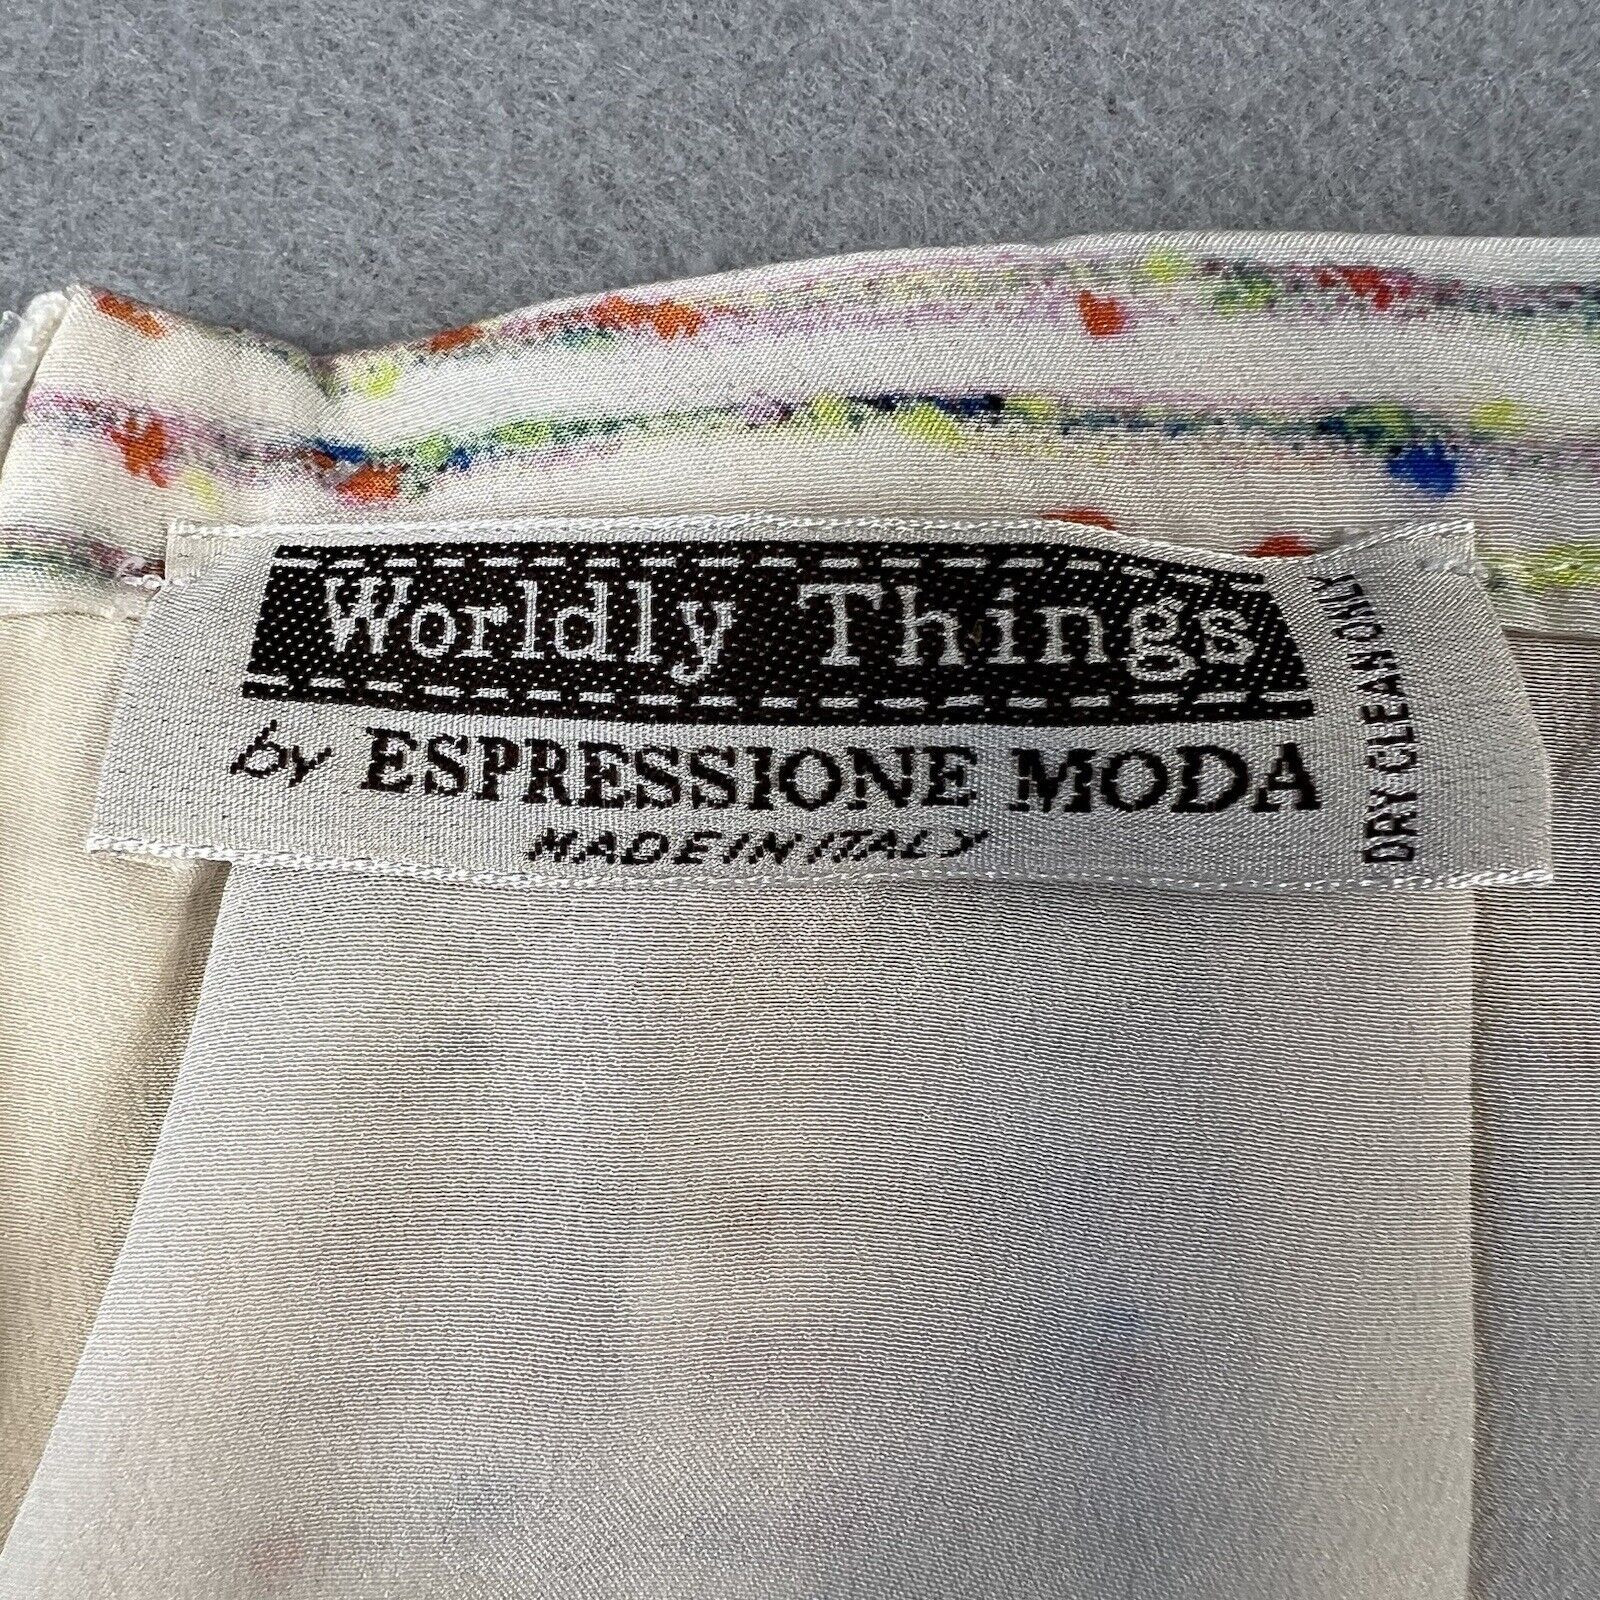 Worldly Things
by ESPRESSIONE MODA
MADE IN ITALY
DRY CLEAN ONLY